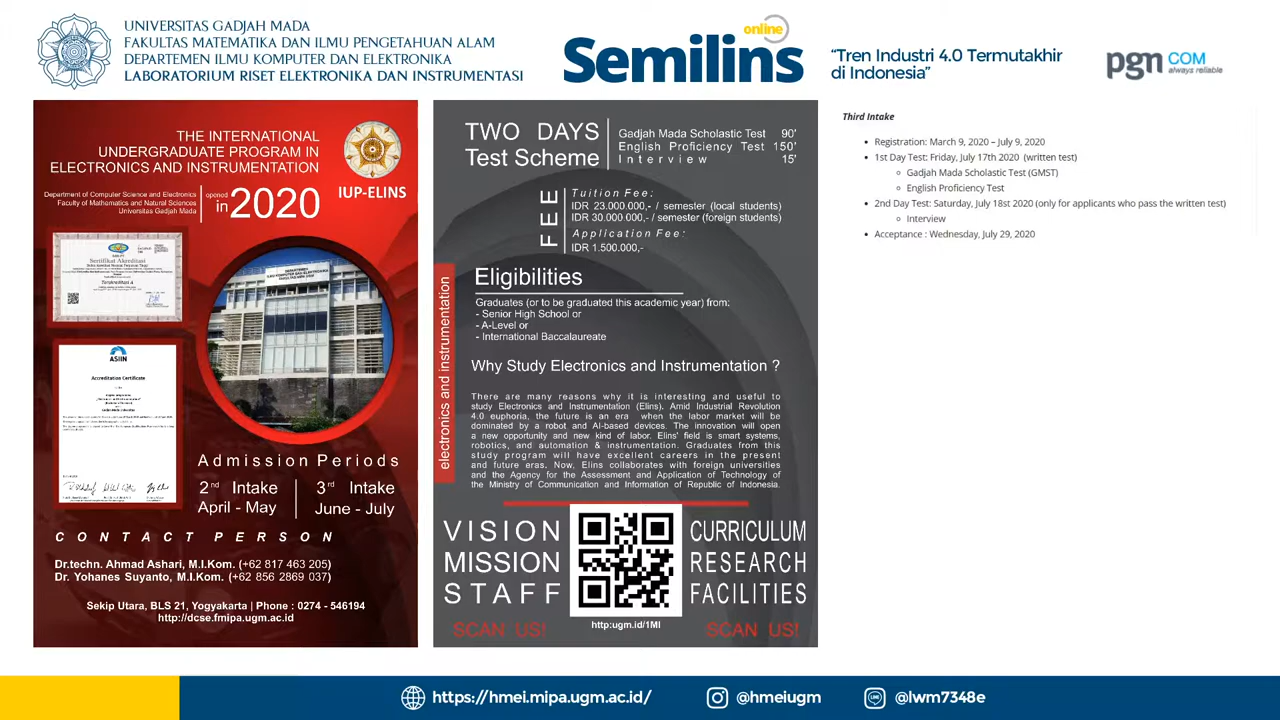 UNIVERSITAS GADJAH MADA
FAKULTAS MATEMATIKA DAN ILMU PENGETAHUAN ALAM
DEPARTEMEN ILMU KOMPUTER DAN ELEKTRONIKA
LABORATORIUM RISET ELEKTRONIKA DAN INSTRUMENTASI
online
Semilins
“Tren Industri 4.0 Termutakhir
di Indonesia”
pgn COM
always reliable
THE INTERNATIONAL
UNDERGRADUATE PROGRAM IN
ELECTRONICS AND INSTRUMENTATION
IUP-ELINS
Department of Computer Science and Electronics
Faculty of Mathematics and Natural Sciences
Universitas Gadjah Mada
opened
in 2020
Sertifikat Akreditasi
ASIIN
Accreditation Certificate
Admission Periods
2nd Intake
April - May
3rd Intake
June - July
CONTACT PERSON
Dr.techn. Ahmad Ashari, M.I.Kom. (+62 817 463 205)
Dr. Yohanes Suyanto, M.I.Kom. (+62 856 2869 037)
Sekip Utara, BLS 21, Yogyakarta | Phone : 0274 - 546194
http://dcse.fmipa.ugm.ac.id
TWO DAYS
Test Scheme
Gadjah Mada Scholastic Test 90'
English Proficiency Test 150'
Interview 15'
FEE
Tuition Fee:
IDR 23.000.000,- / semester (local students)
IDR 30.000 000,- / semester (foreign students)
Application Fee:
IDR 1.500.000,-
electronics and instrumentation
Eligibilities
Graduates (or to be graduated this academic year) from:
- Senior High School or
- A-Level or
- International Baccalaureate
Why Study Electronics and Instrumentation ?
There are many reasons why it is interesting and useful to
study Electronics and Instrumentation (Elins). Amid Industrial Revolution
4.0 euphoria, the future is an era when the labor market will be
dominated by a robot and AI-based devices. The innovation will open
a new opportunity and new kind of labor. Elins' field is smart systems,
robotics, and automation & instrumentation. Graduates from this
study program will have excellent careers in the present
and future eras. Now, Elins collaborates with foreign universities
and the Agency for the Assessment and Application of Technology of
the Ministry of Communication and Information of Republic of Indonesia.
VISION
MISSION
STAFF
CURRICULUM
RESEARCH
FACILITIES
SCAN US!
http:ugm.id/1MI
SCAN US!
Third Intake
• Registration: March 9, 2020 – July 9, 2020
• 1st Day Test: Friday, July 17th 2020 (written test)
◦ Gadjah Mada Scholastic Test (GMST)
◦ English Proficiency Test
• 2nd Day Test: Saturday, July 18st 2020 (only for applicants who pass the written test)
◦ Interview
• Acceptance : Wednesday, July 29, 2020
https://hmei.mipa.ugm.ac.id/
@hmeiugm
LINE
@lwm7348e